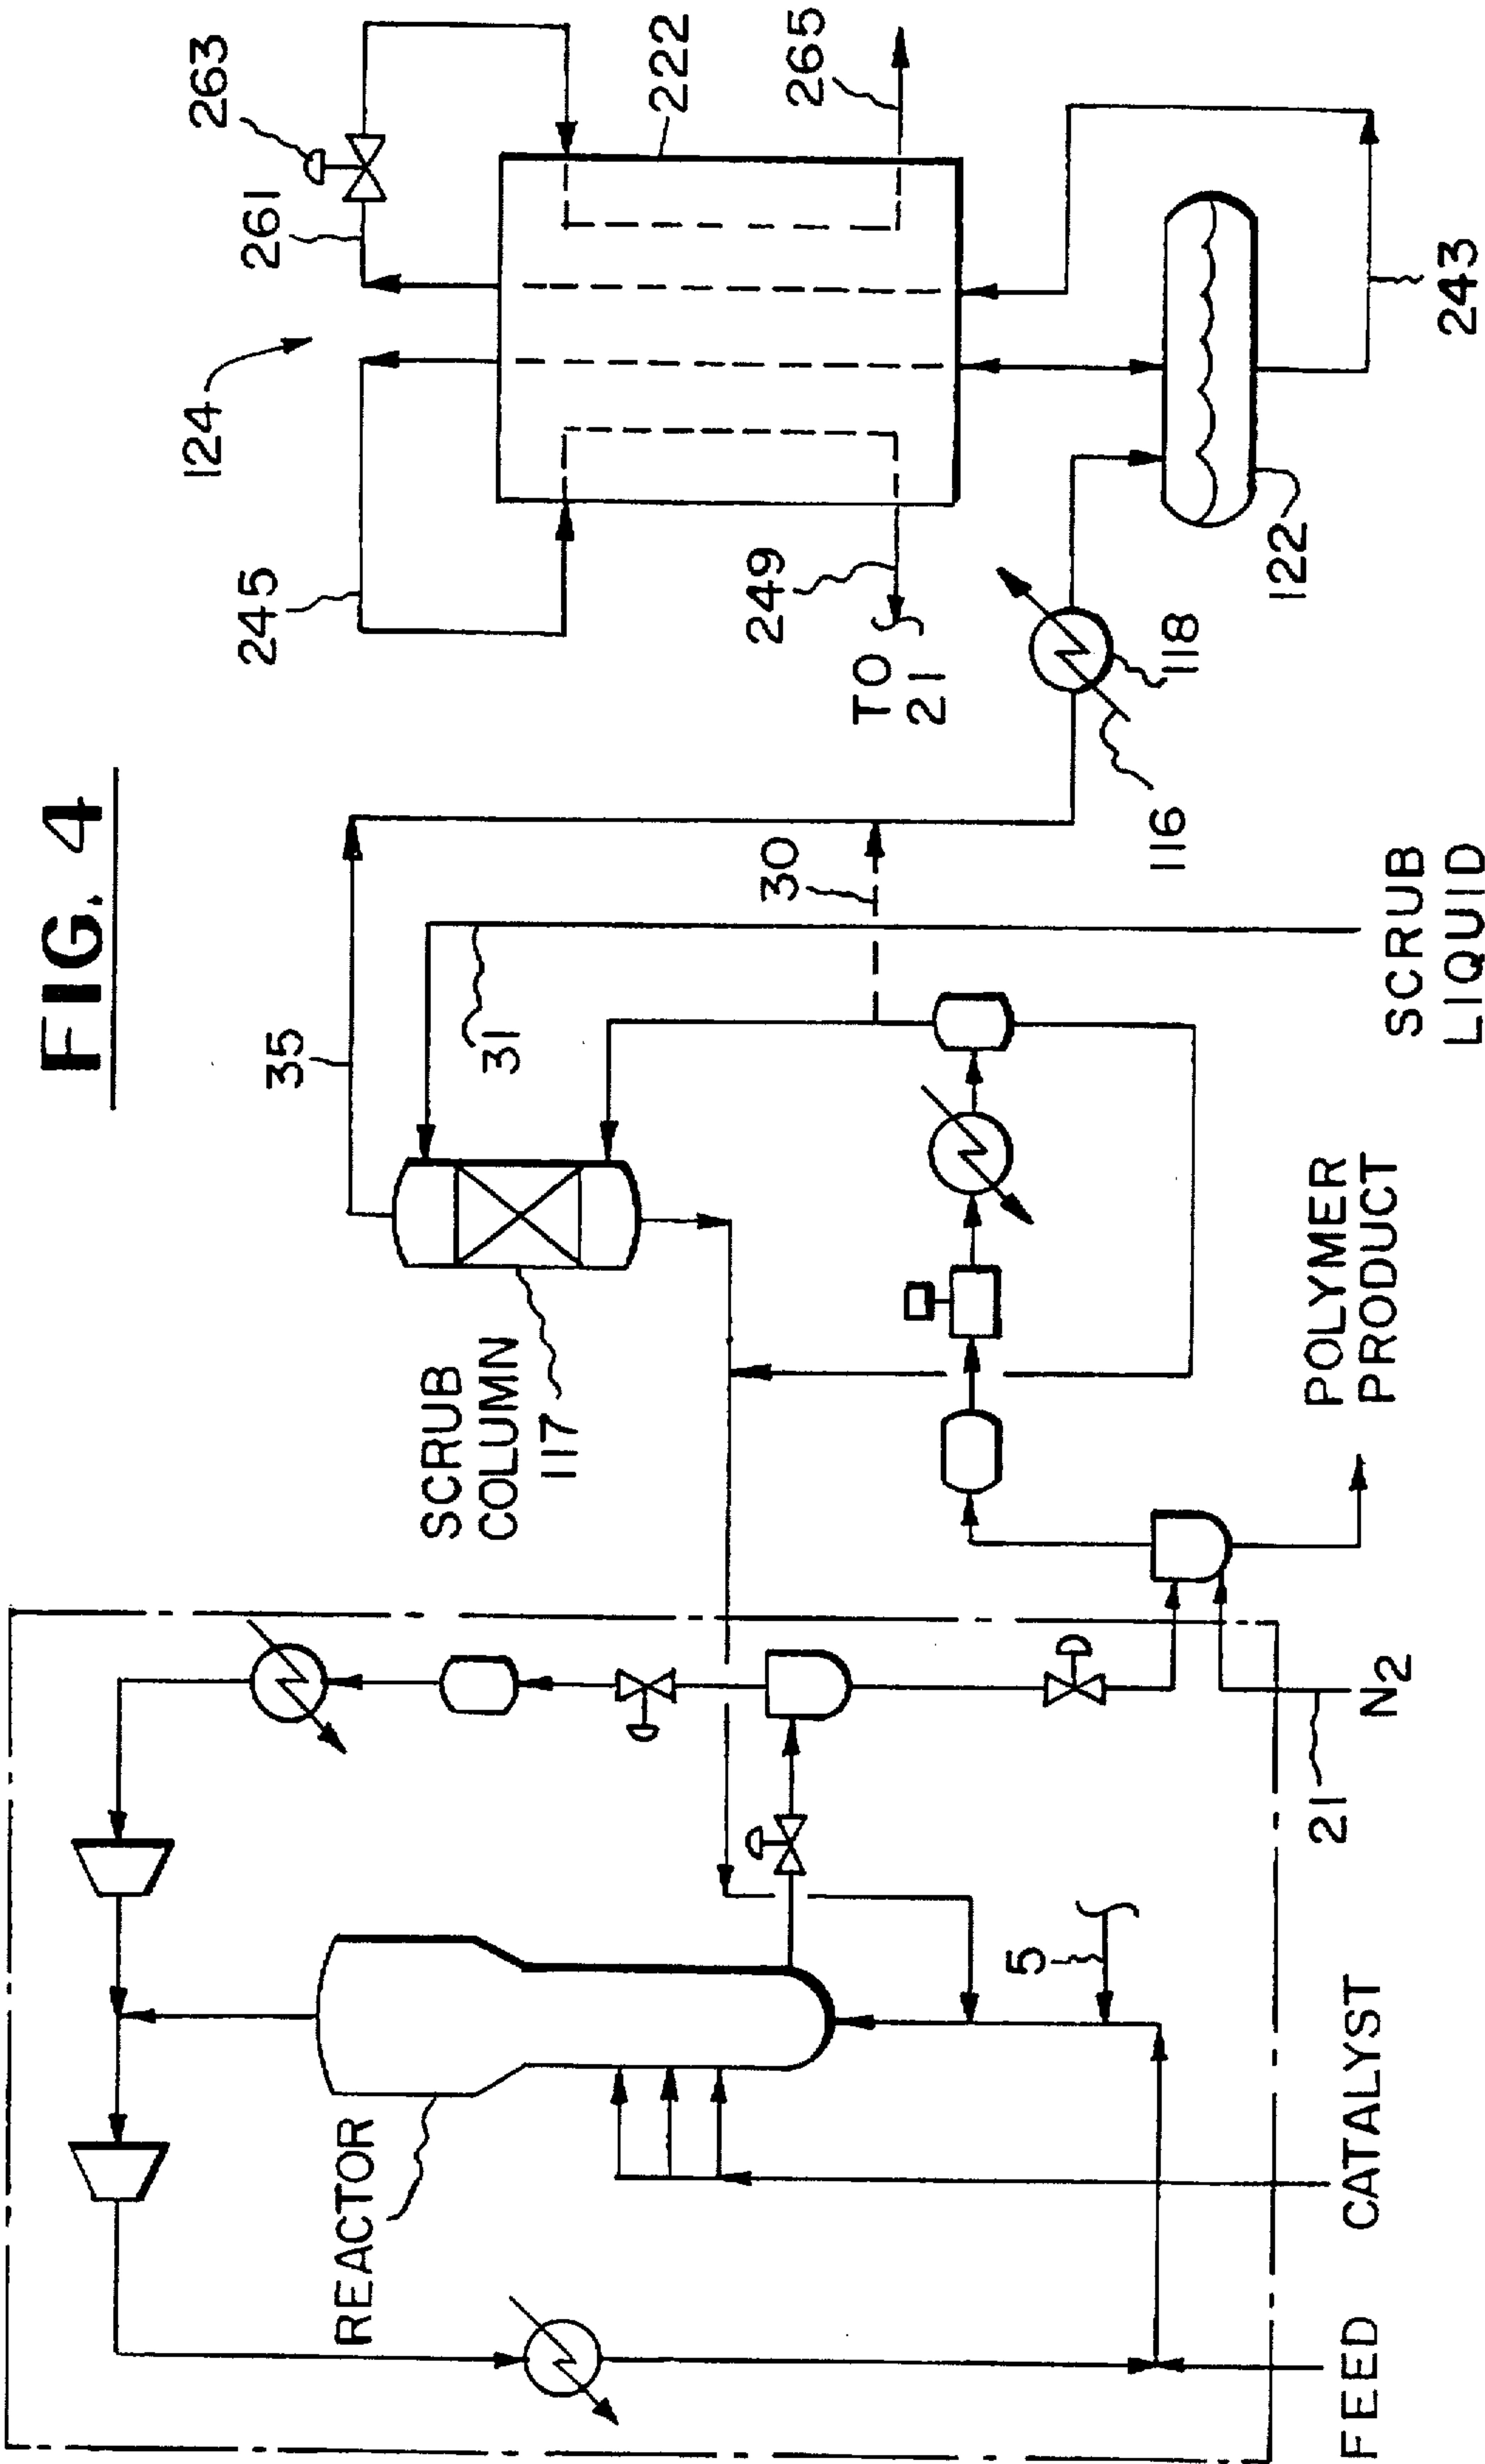 FIG. 4
REACTOR
5
FEED
CATALYST
21
N2
SCRUB
COLUMN
117
35
31
30
POLYMER
PRODUCT
SCRUB
LIQUID
116
118
122
124
245
249
TO
21
261
263
222
265
243